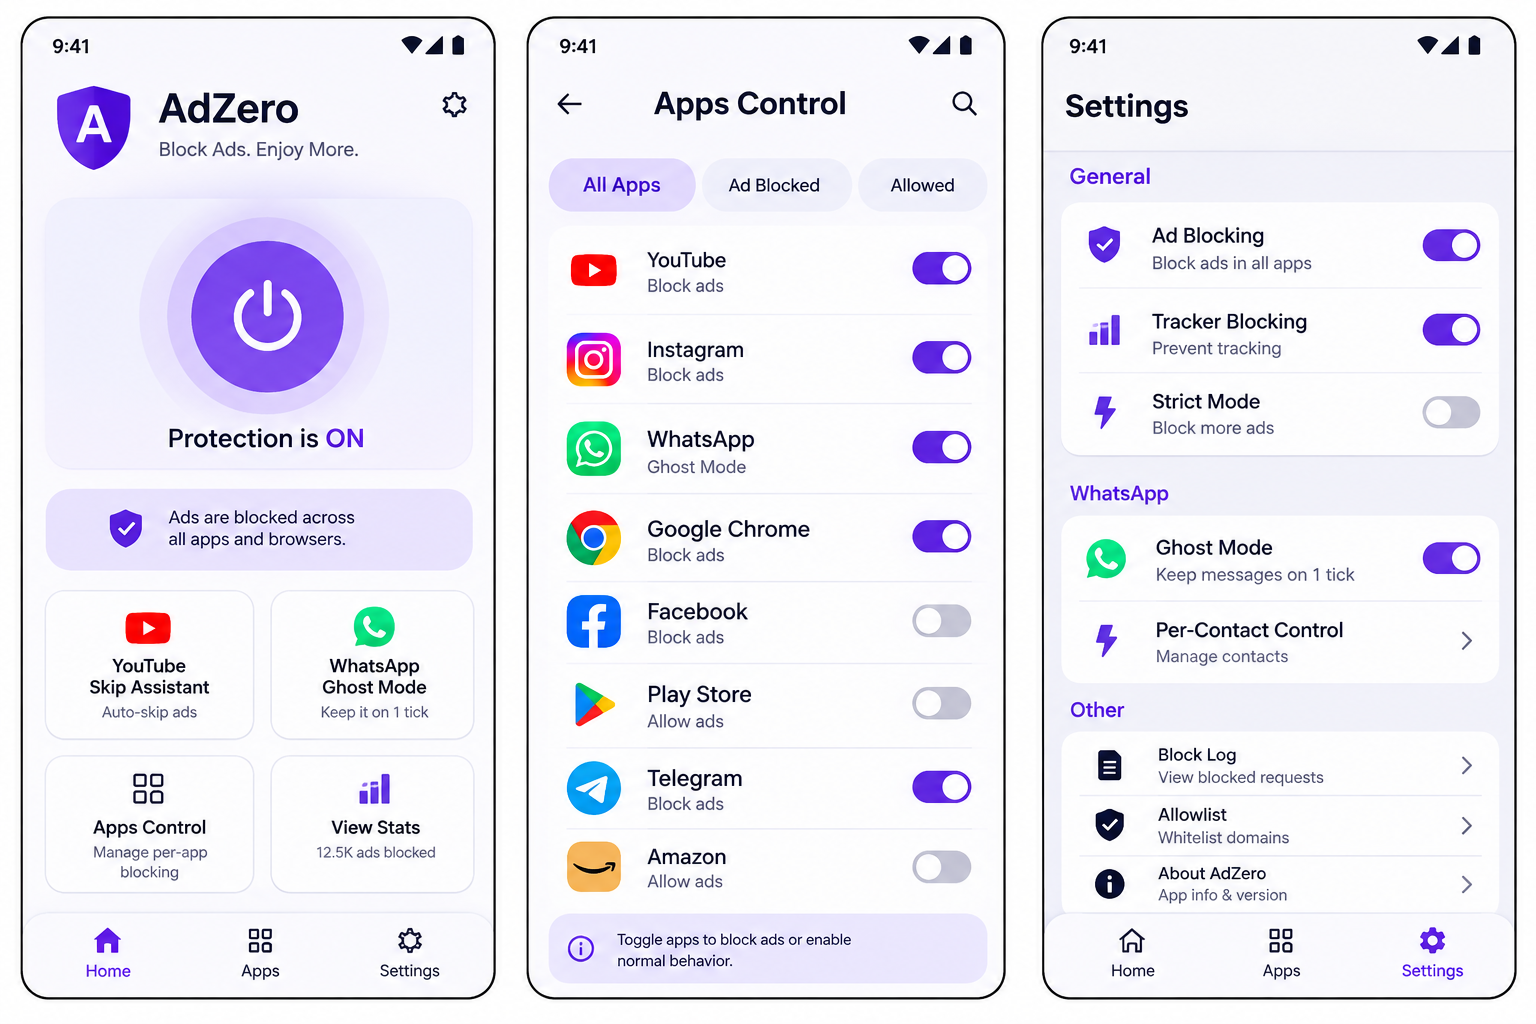 9:41
A
AdZero
Block Ads. Enjoy More.
Protection is ON
Ads are blocked across
all apps and browsers.
YouTube
Skip Assistant
Auto-skip ads
WhatsApp
Ghost Mode
Keep it on 1 tick
Apps Control
Manage per-app
blocking
View Stats
12.5K ads blocked
Home
Apps
Settings
9:41
Apps Control
All Apps
Ad Blocked
Allowed
YouTube
Block ads
Instagram
Block ads
WhatsApp
Ghost Mode
Google Chrome
Block ads
Facebook
Block ads
Play Store
Allow ads
Telegram
Block ads
Amazon
Allow ads
Toggle apps to block ads or enable
normal behavior.
9:41
Settings
General
Ad Blocking
Block ads in all apps
Tracker Blocking
Prevent tracking
Strict Mode
Block more ads
WhatsApp
Ghost Mode
Keep messages on 1 tick
Per-Contact Control
Manage contacts
Other
Block Log
View blocked requests
Allowlist
Whitelist domains
About AdZero
App info & version
Home
Apps
Settings